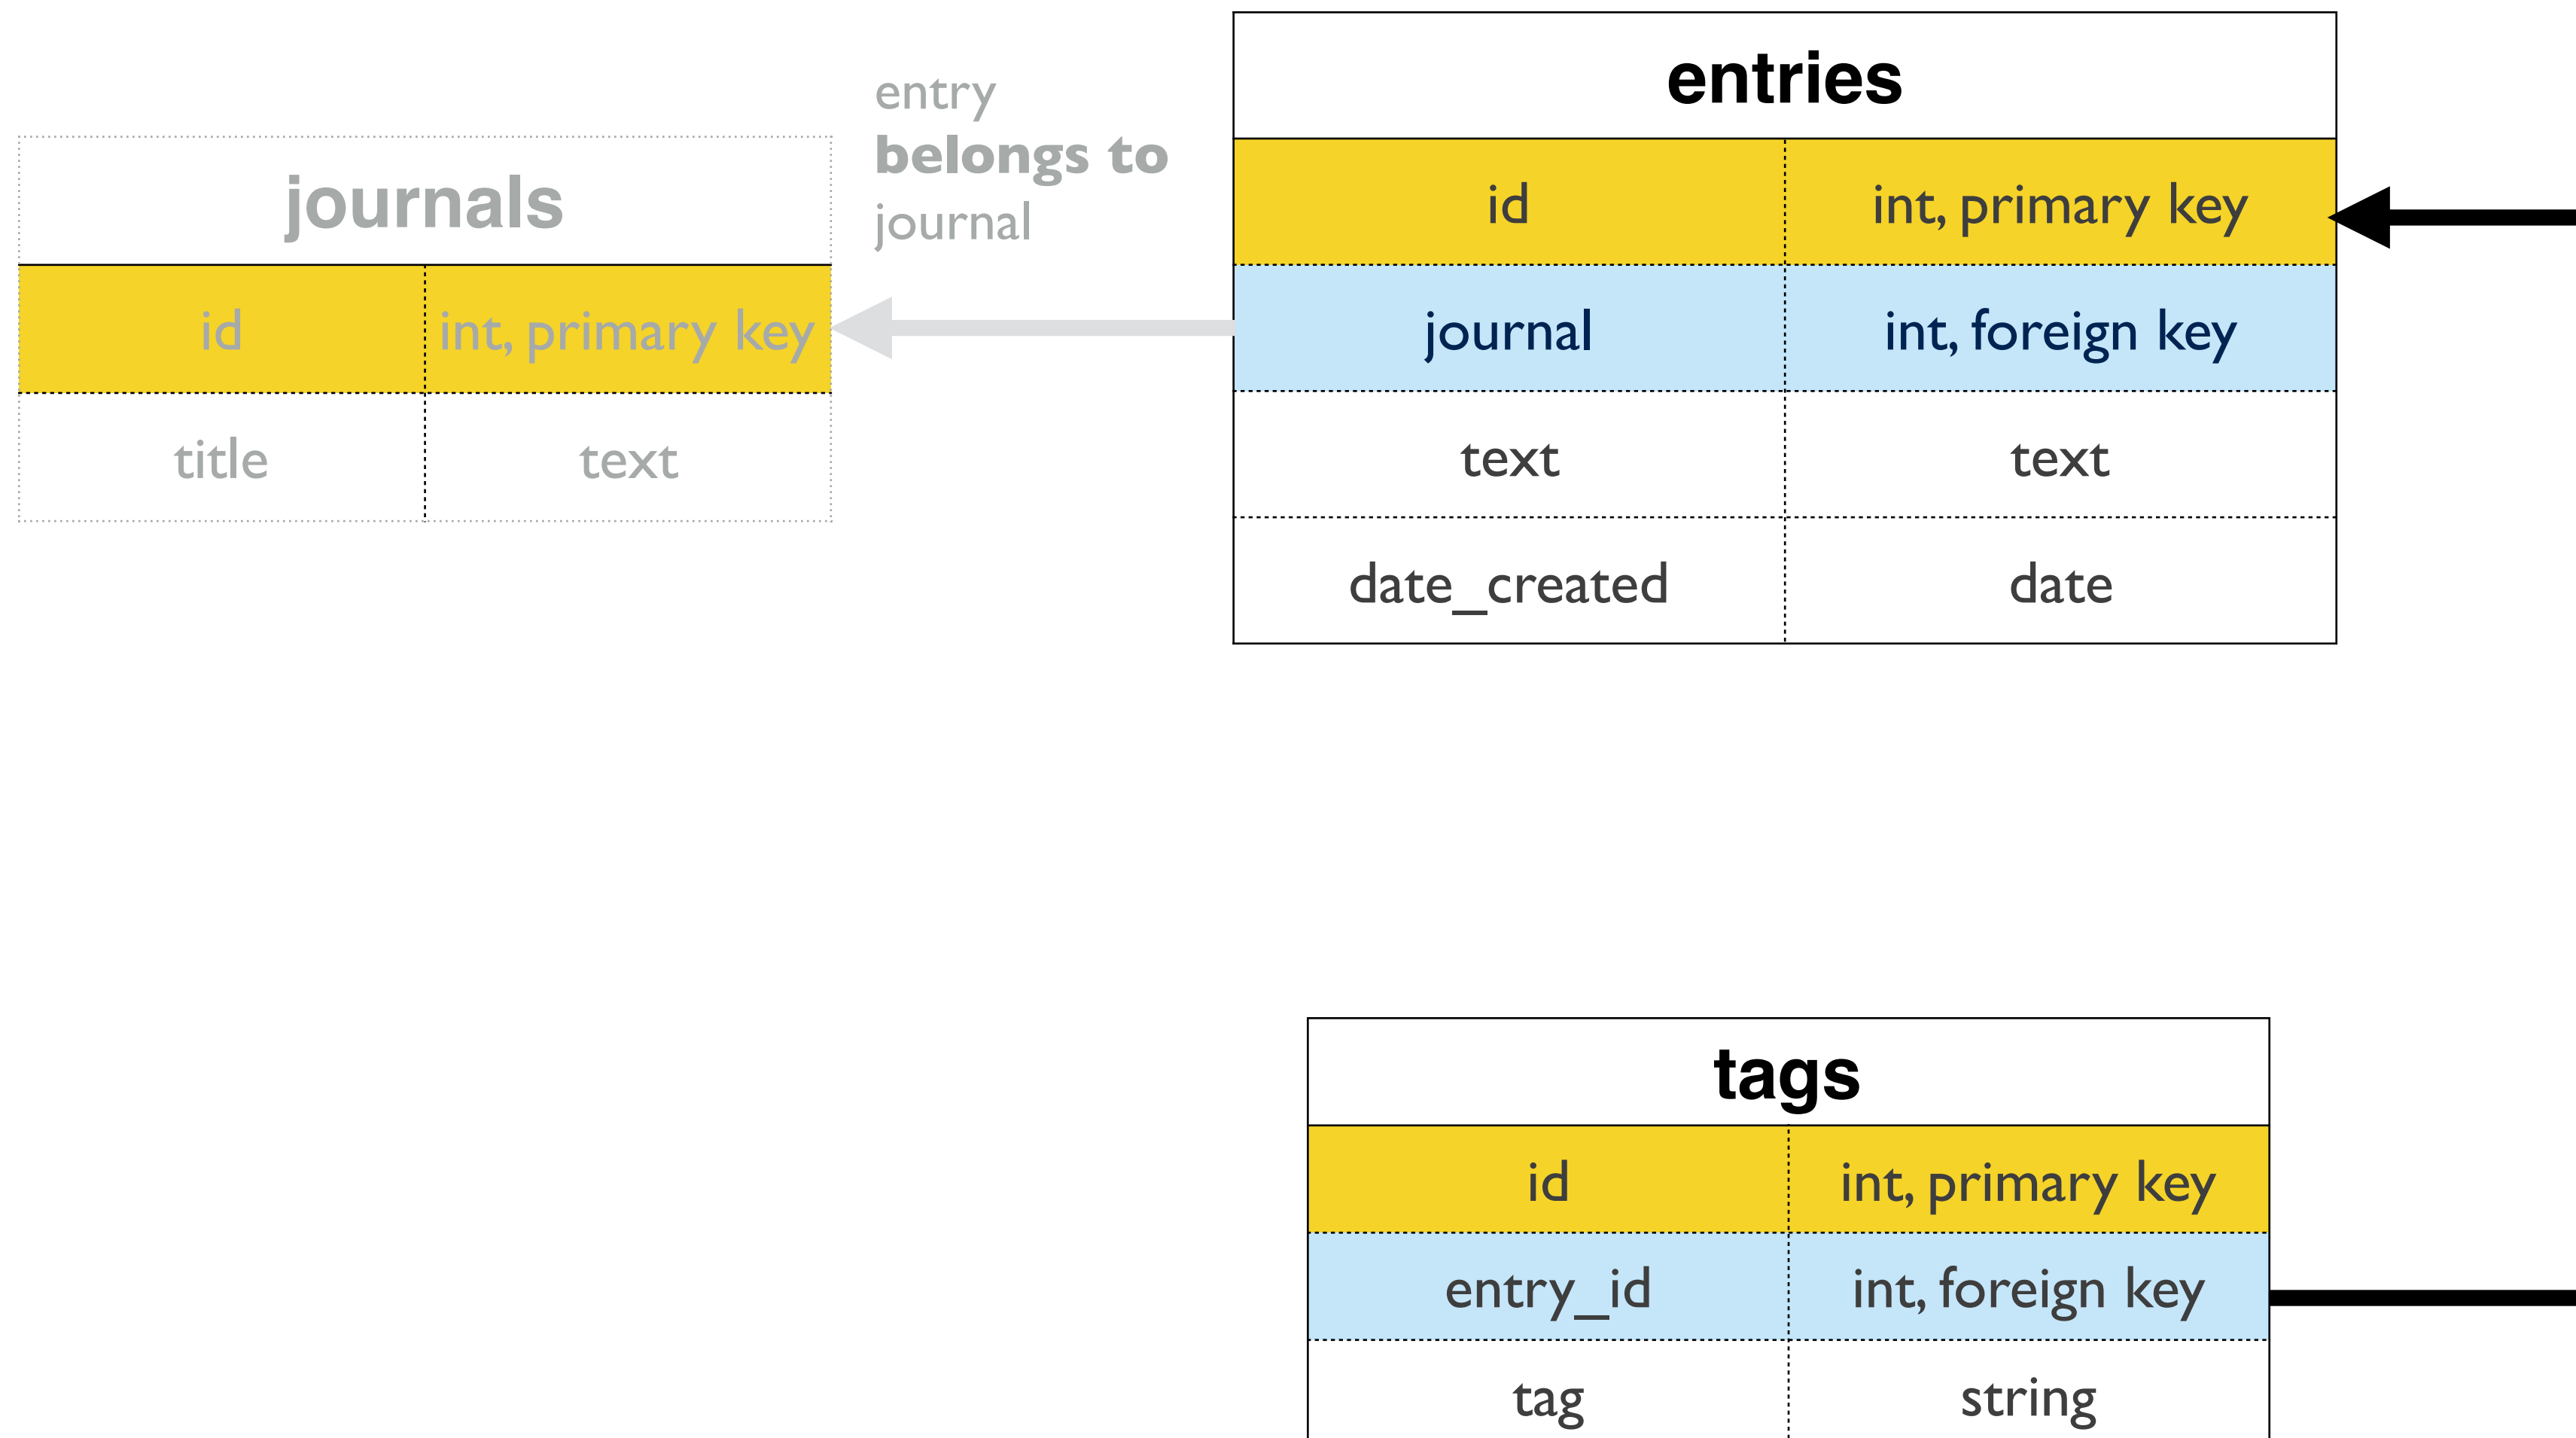 journals
id int, primary key
title text
entry
belongs to
journal
entries
id int, primary key
journal int, foreign key
text text
date_created date
tags
id int, primary key
entry_id int, foreign key
tag string